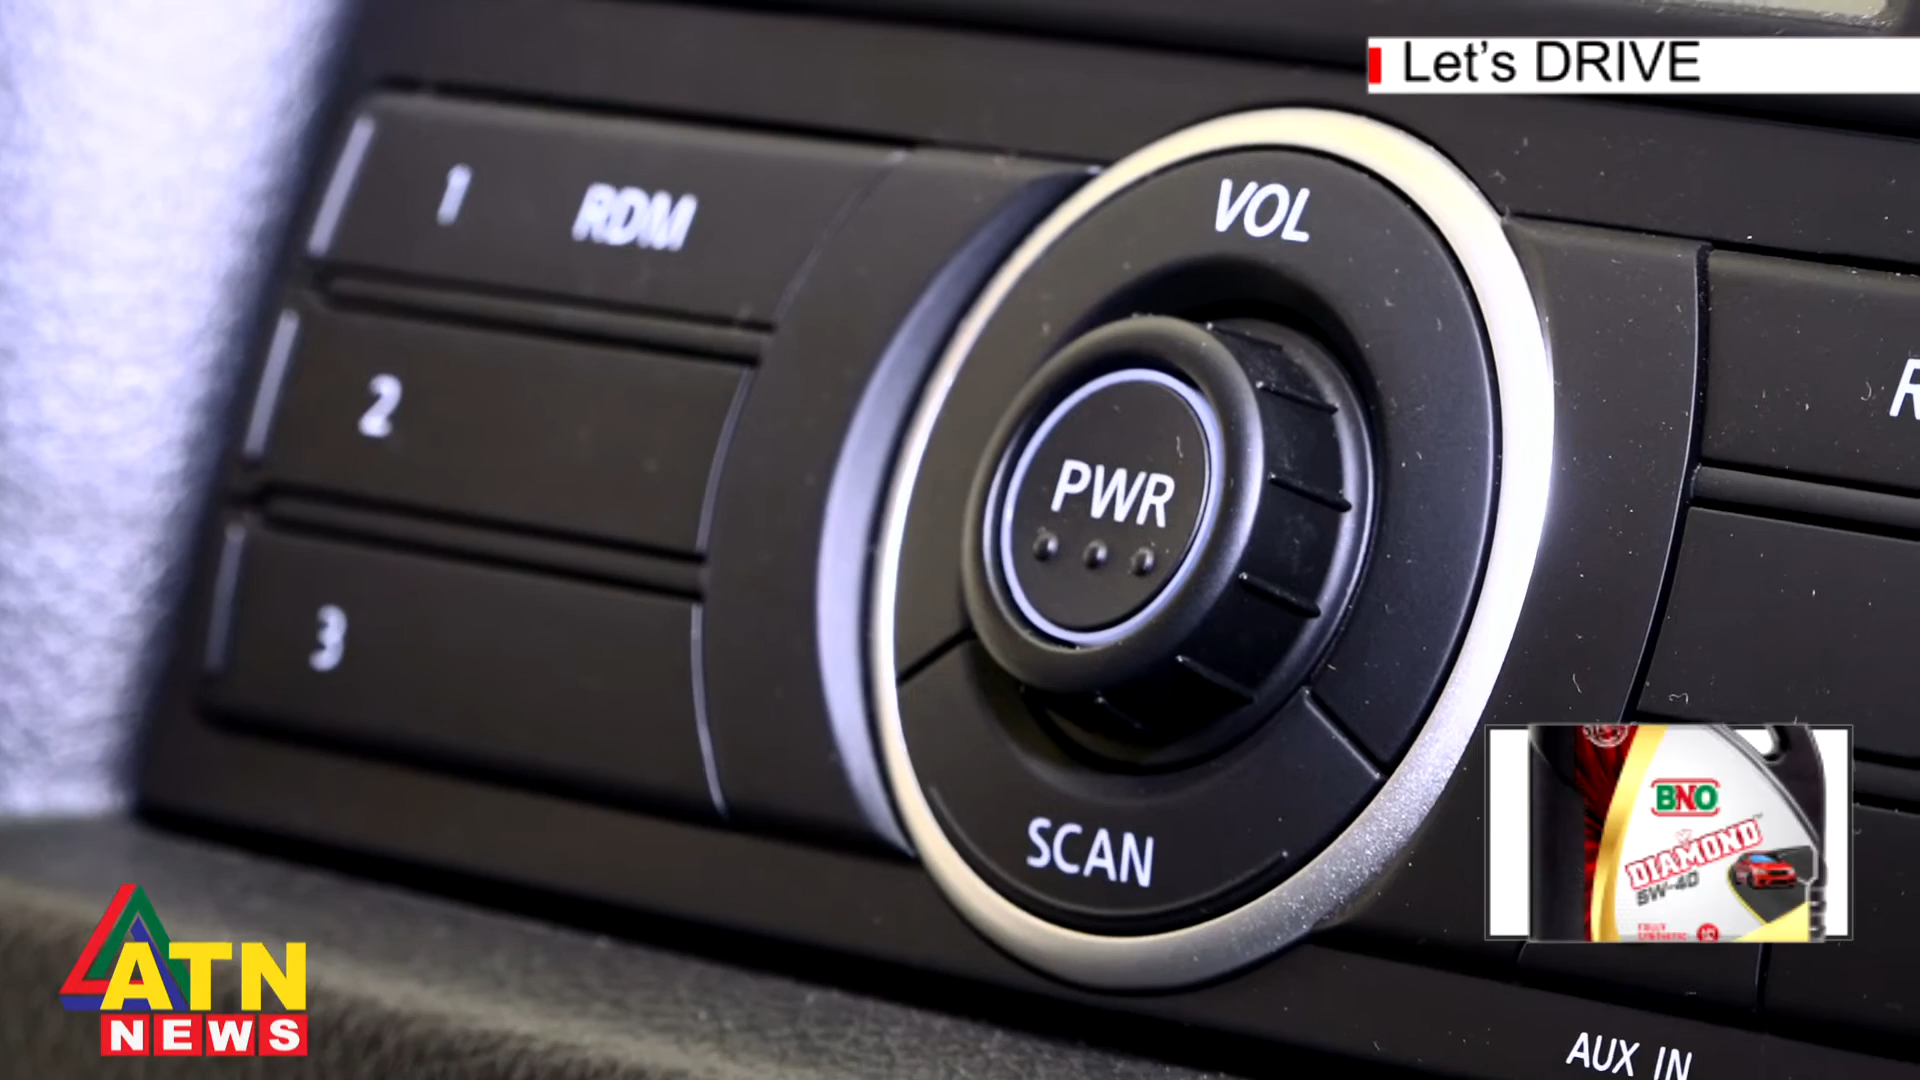 Let's DRIVE
1 RDM
VOL
2
PWR
3
SCAN
AUX IN
BNO
DIAMOND
5W-40
ATN
NEWS